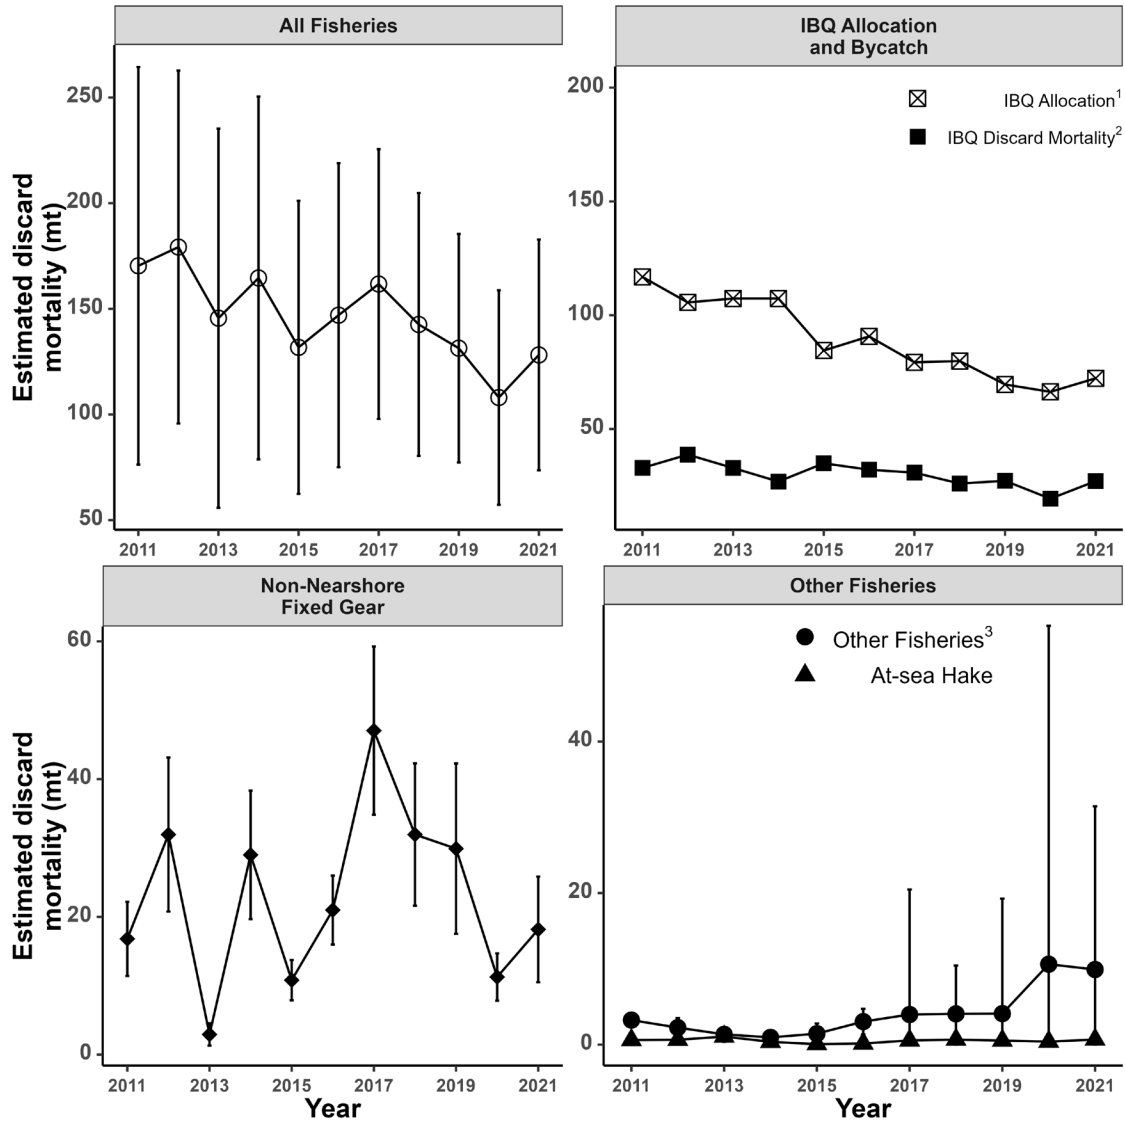 All Fisheries
Estimated discard
mortality (mt)
250
200
150
100
50
2011 2013 2015 2017 2019 2021
IBQ Allocation
and Bycatch
IBQ Allocation1
IBQ Discard Mortality2
200
150
100
50
2011 2013 2015 2017 2019 2021
Non-Nearshore
Fixed Gear
Estimated discard
mortality (mt)
60
40
20
0
2011 2013 2015 2017 2019 2021
Year
Other Fisheries
Other Fisheries3
At-sea Hake
40
20
0
2011 2013 2015 2017 2019 2021
Year